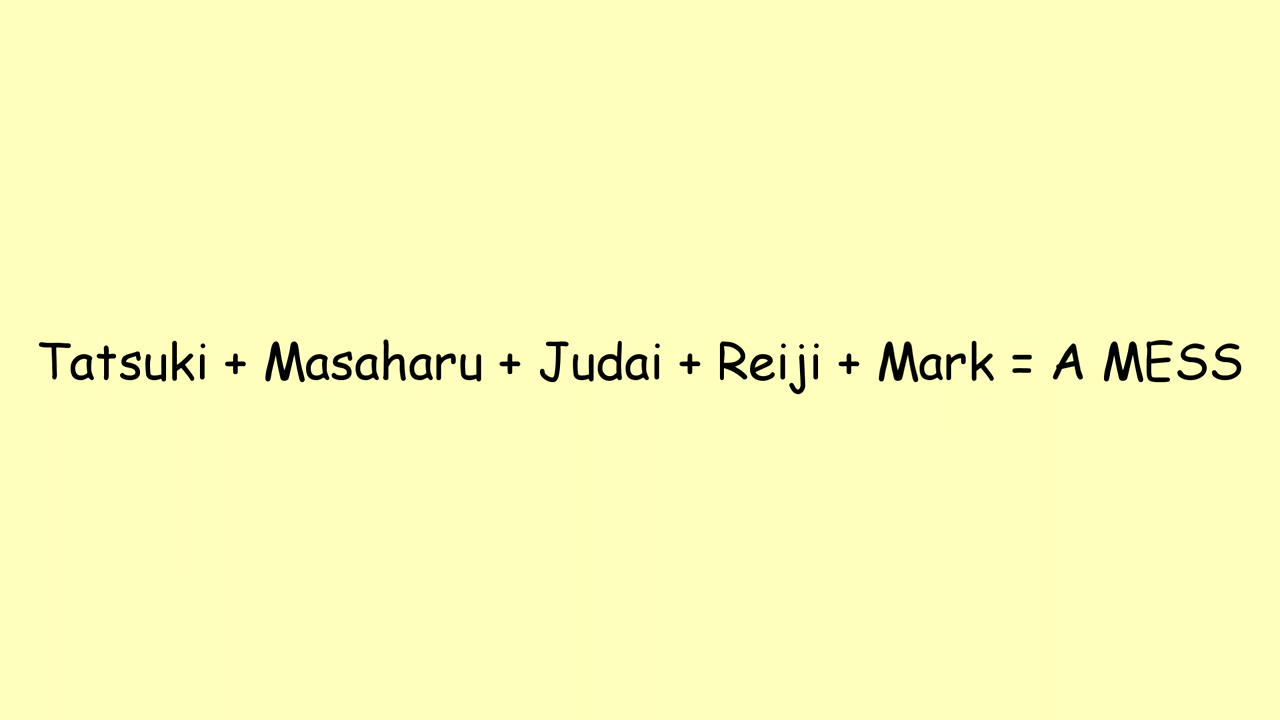 Tatsuki + Masaharu + Judai + Reiji + Mark = A MESS